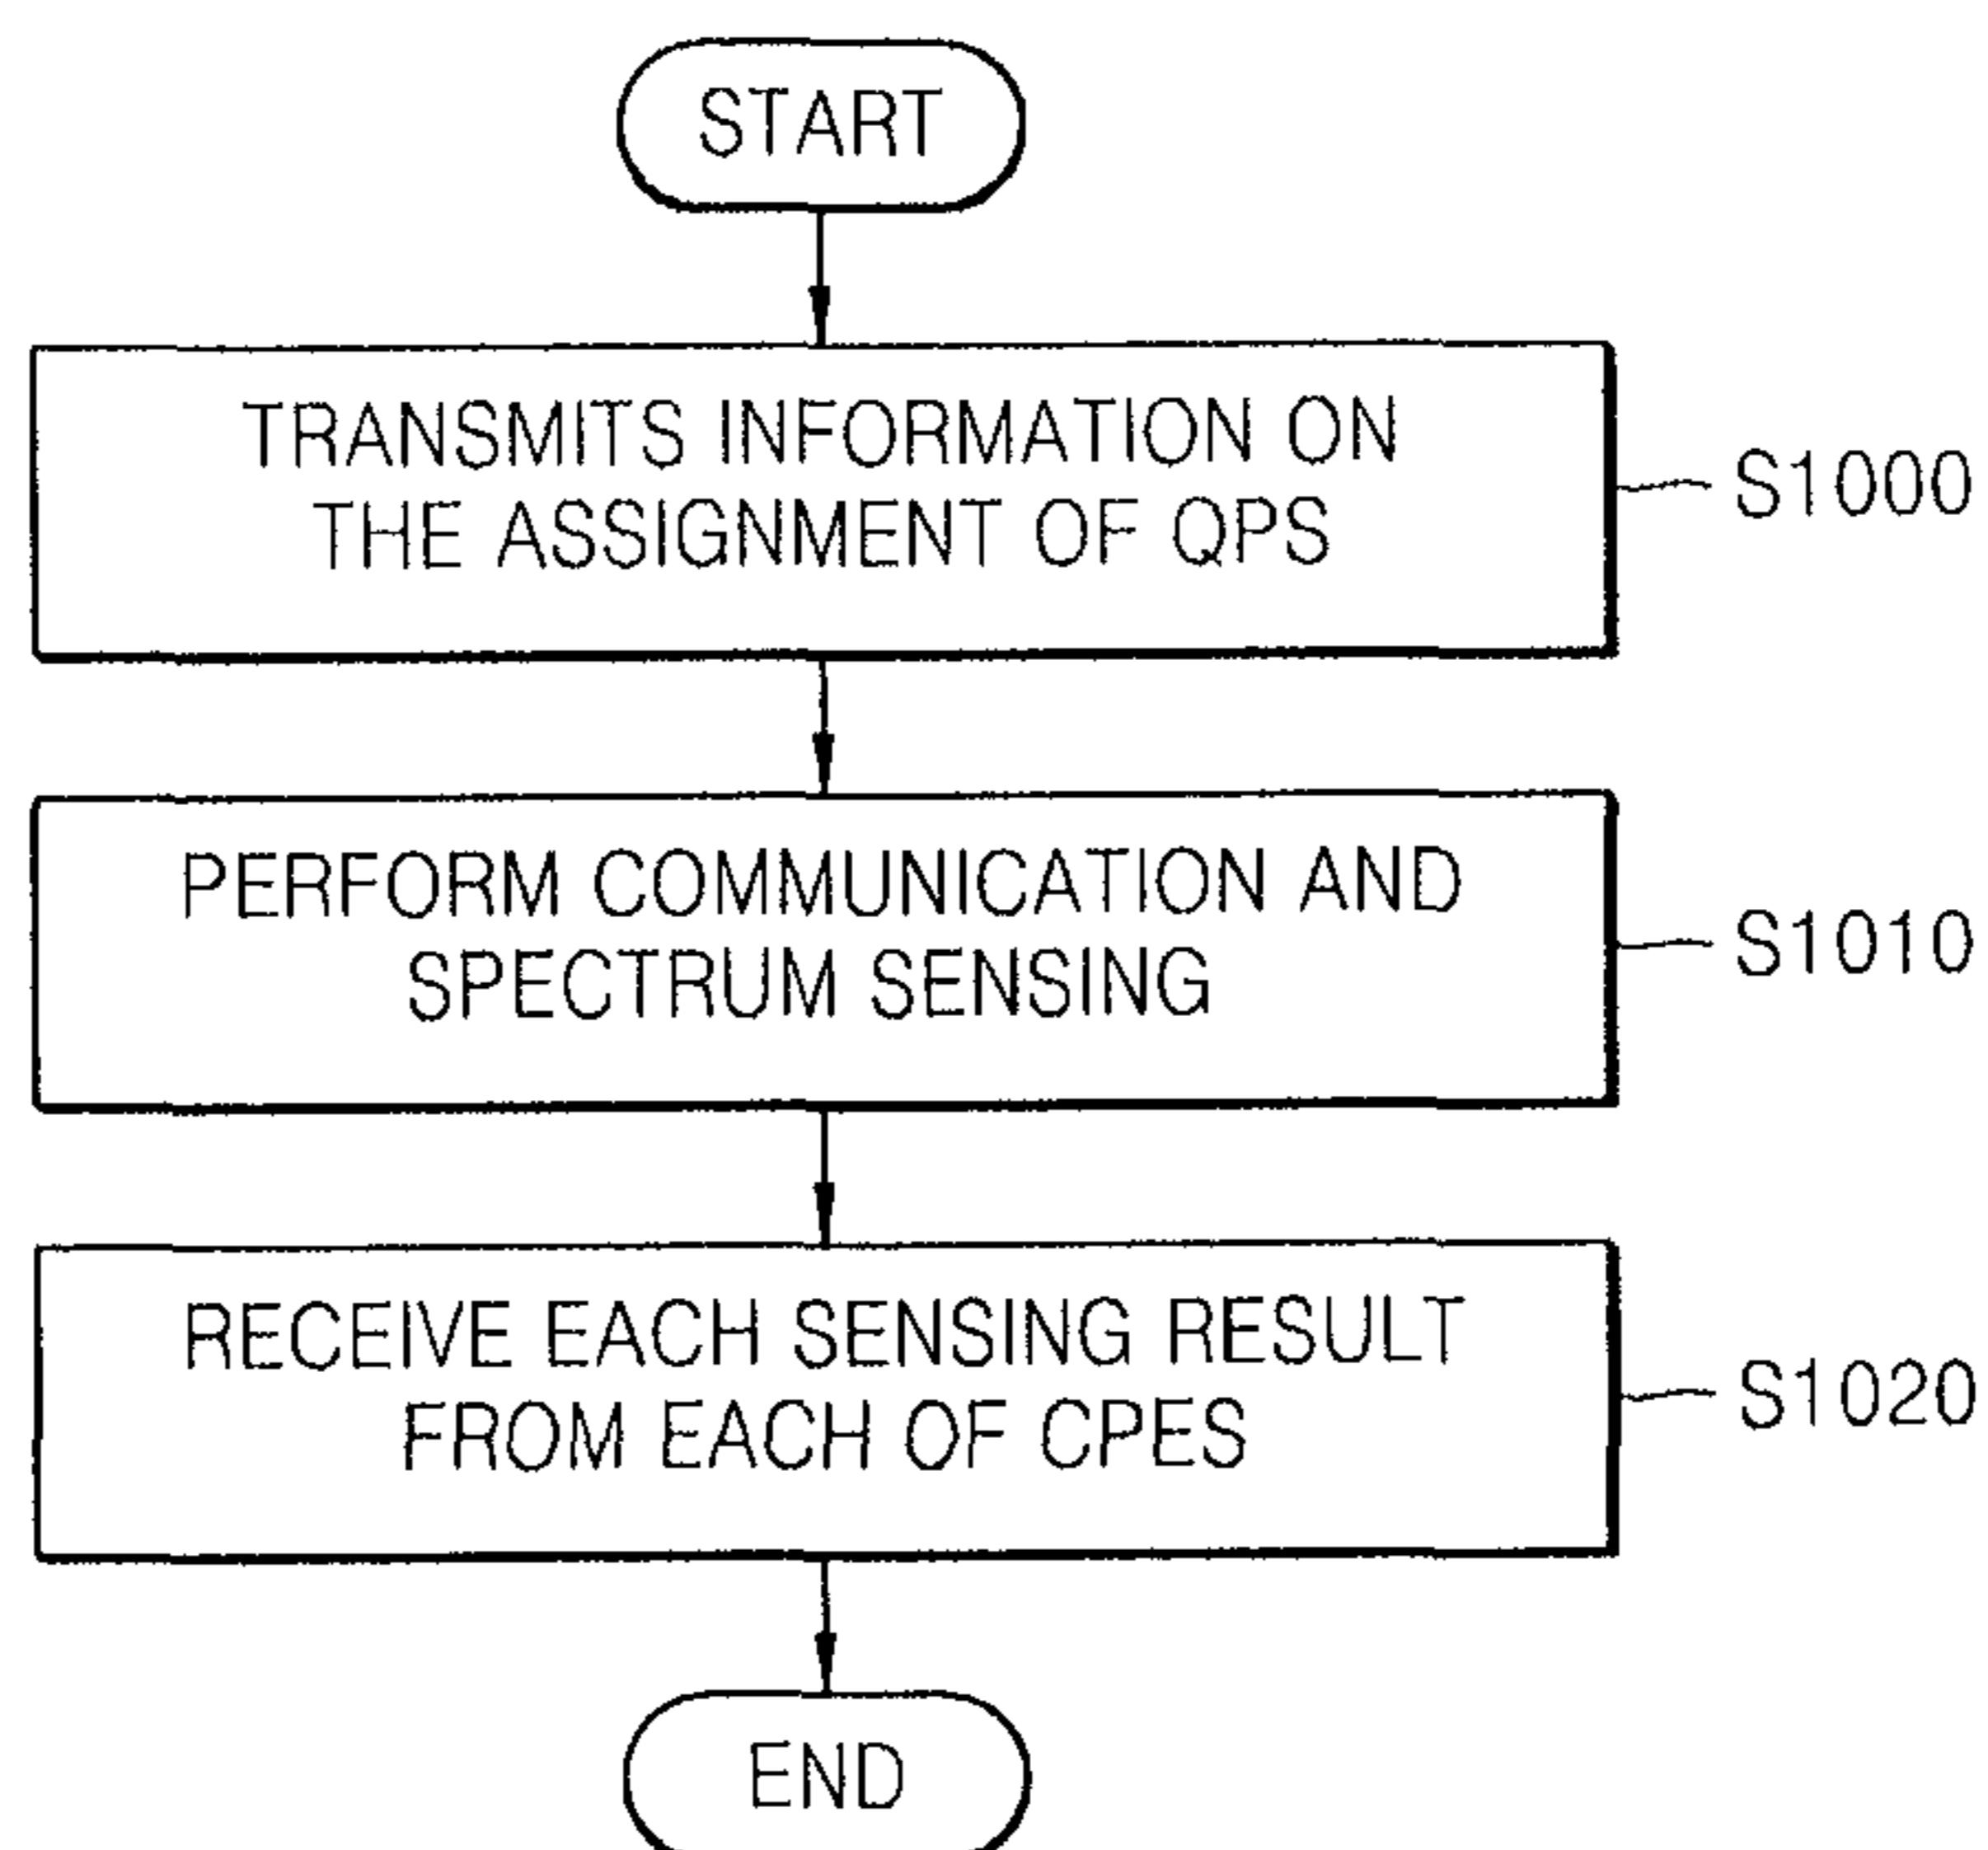 START
TRANSMITS INFORMATION ON
THE ASSIGNMENT OF QPS
S1000
PERFORM COMMUNICATION AND
SPECTRUM SENSING
S1010
RECEIVE EACH SENSING RESULT
FROM EACH OF CPES
S1020
END